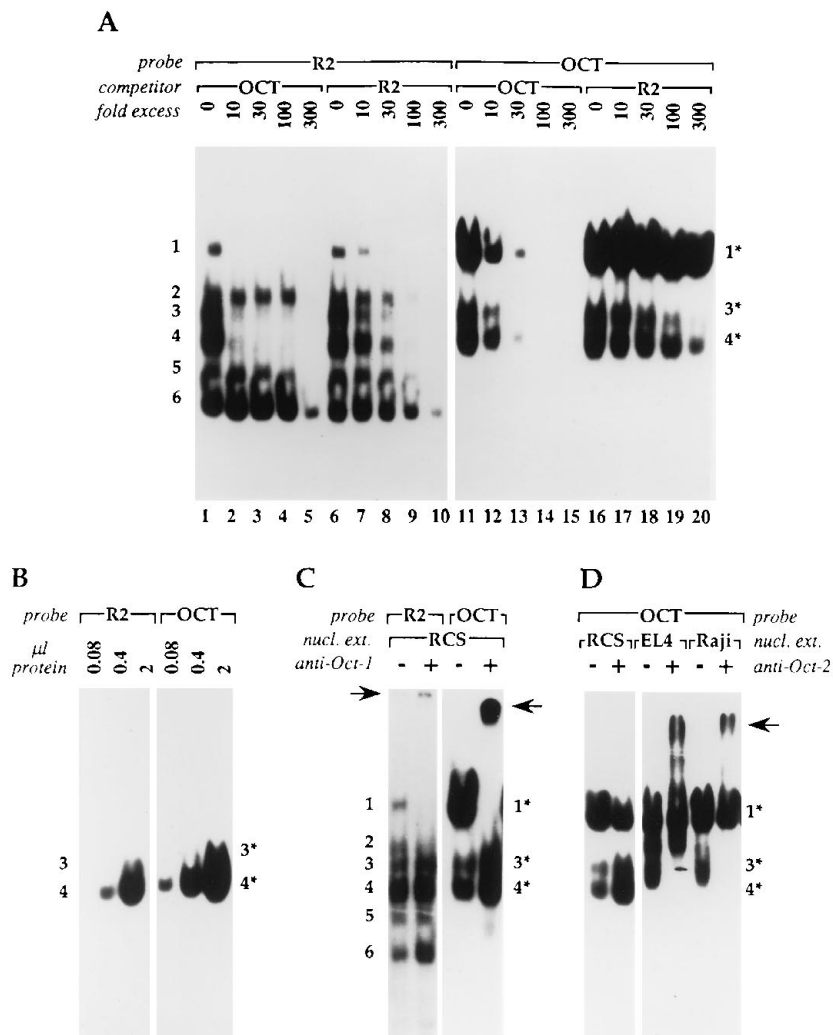 A
probe R2 OCT
competitor OCT R2 OCT R2
fold excess 0 10 30 100 300 0 10 30 100 300 0 10 30 100 300 0 10 30 100 300
1 1*
2
3 3*
4 4*
5
6
1 2 3 4 5 6 7 8 9 10 11 12 13 14 15 16 17 18 19 20
B
probe R2 OCT
µl protein 0.08 0.4 2 0.08 0.4 2
3 3*
4 4*
C
probe R2 OCT
nucl. ext. RCS
anti-Oct-1 - + - +
1 1*
2
3 3*
4 4*
5
6
D
OCT probe
RCS EL4 Raji nucl. ext.
- + - + - + anti-Oct-2
1*
3*
4*